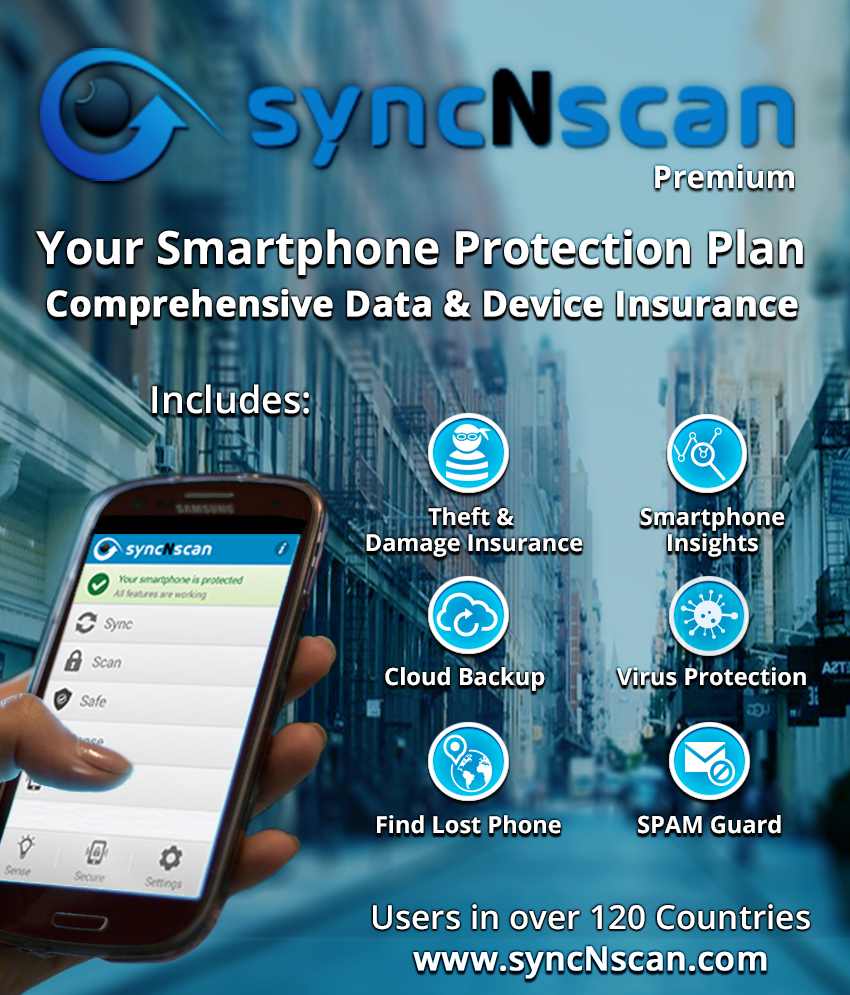 syncNscan
Premium
Your Smartphone Protection Plan
Comprehensive Data & Device Insurance
Includes:
Theft &
Damage Insurance
Smartphone
Insights
Cloud Backup
Virus Protection
Find Lost Phone
SPAM Guard
SAMSUNG
syncNscan
i
Your smartphone is protected
All features are working
Sync
Scan
Safe
Sense
Secure
Settings
Users in over 120 Countries
www.syncNscan.com